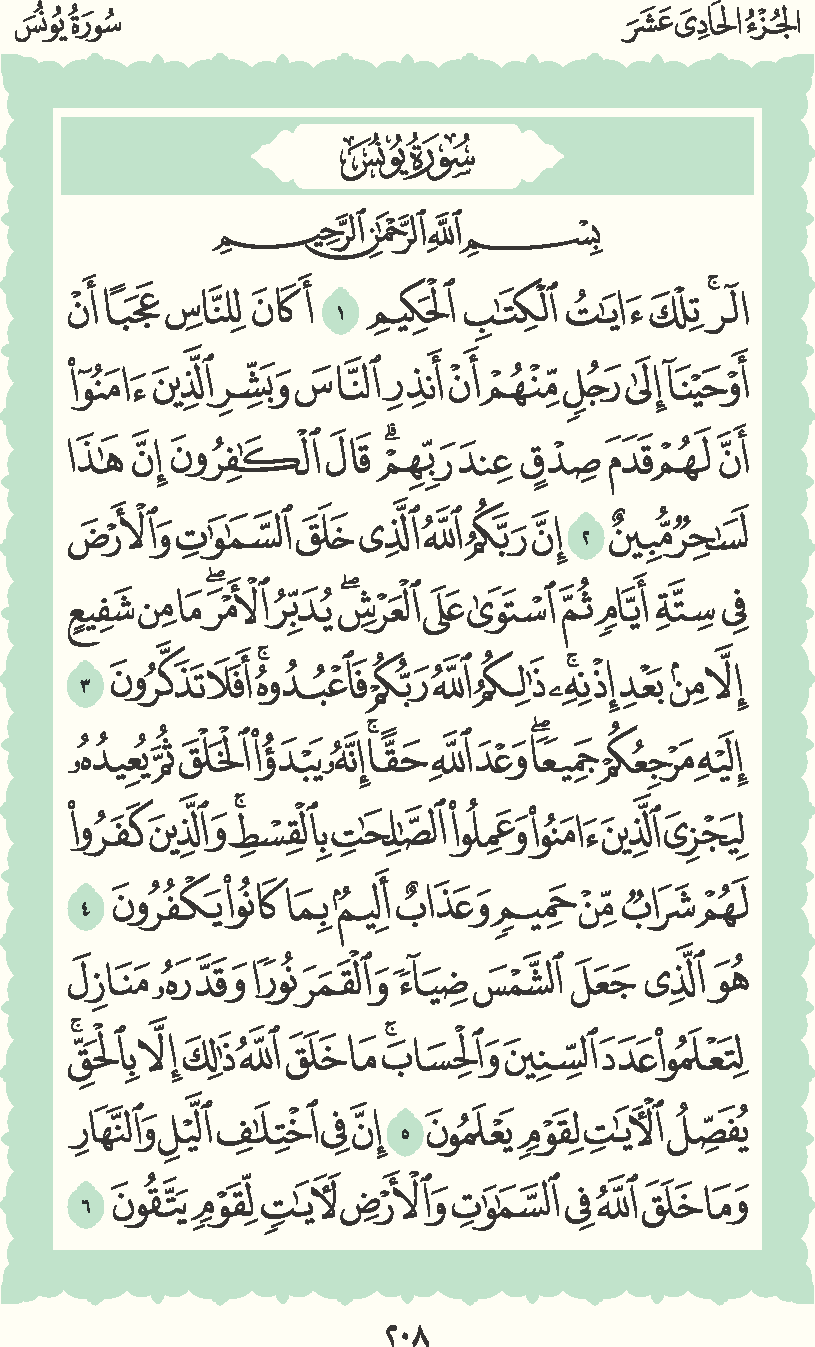 الجُزْءُ الحَادِى عَشَرَ
سُورَةُ يُونُسَ
سُورَةُ يُونُسَ
بِسْمِ ٱللَّهِ ٱلرَّحْمَٰنِ ٱلرَّحِيمِ
الٓرۚ تِلْكَ ءَايَٰتُ ٱلْكِتَٰبِ ٱلْحَكِيمِ ١ أَكَانَ لِلنَّاسِ عَجَبًا أَنْ
أَوْحَيْنَآ إِلَىٰ رَجُلٍ مِّنْهُمْ أَنْ أَنذِرِ ٱلنَّاسَ وَبَشِّرِ ٱلَّذِينَ ءَامَنُوٓا۟
أَنَّ لَهُمْ قَدَمَ صِدْقٍ عِندَ رَبِّهِمْۗ قَالَ ٱلْكَٰفِرُونَ إِنَّ هَٰذَا
لَسَٰحِرٌ مُّبِينٌ ٢ إِنَّ رَبَّكُمُ ٱللَّهُ ٱلَّذِى خَلَقَ ٱلسَّمَٰوَٰتِ وَٱلْأَرْضَ
فِى سِتَّةِ أَيَّامٍ ثُمَّ ٱسْتَوَىٰ عَلَى ٱلْعَرْشِۖ يُدَبِّرُ ٱلْأَمْرَۖ مَا مِن شَفِيعٍ
إِلَّا مِنۢ بَعْدِ إِذْنِهِۦۚ ذَٰلِكُمُ ٱللَّهُ رَبُّكُمْ فَٱعْبُدُوهُۚ أَفَلَا تَذَكَّرُونَ ٣
إِلَيْهِ مَرْجِعُكُمْ جَمِيعًاۖ وَعْدَ ٱللَّهِ حَقًّاۚ إِنَّهُۥ يَبْدَؤُا۟ ٱلْخَلْقَ ثُمَّ يُعِيدُهُۥ
لِيَجْزِىَ ٱلَّذِينَ ءَامَنُوا۟ وَعَمِلُوا۟ ٱلصَّٰلِحَٰتِ بِٱلْقِسْطِۚ وَٱلَّذِينَ كَفَرُوا۟
لَهُمْ شَرَابٌ مِّنْ حَمِيمٍ وَعَذَابٌ أَلِيمٌۢ بِمَا كَانُوا۟ يَكْفُرُونَ ٤
هُوَ ٱلَّذِى جَعَلَ ٱلشَّمْسَ ضِيَآءً وَٱلْقَمَرَ نُورًا وَقَدَّرَهُۥ مَنَازِلَ
لِتَعْلَمُوا۟ عَدَدَ ٱلسِّنِينَ وَٱلْحِسَابَۚ مَا خَلَقَ ٱللَّهُ ذَٰلِكَ إِلَّا بِٱلْحَقِّۚ
يُفَصِّلُ ٱلْءَايَٰتِ لِقَوْمٍ يَعْلَمُونَ ٥ إِنَّ فِى ٱخْتِلَٰفِ ٱلَّيْلِ وَٱلنَّهَارِ
وَمَا خَلَقَ ٱللَّهُ فِى ٱلسَّمَٰوَٰتِ وَٱلْأَرْضِ لَءَايَٰتٍ لِّقَوْمٍ يَتَّقُونَ ٦
٢٠٨